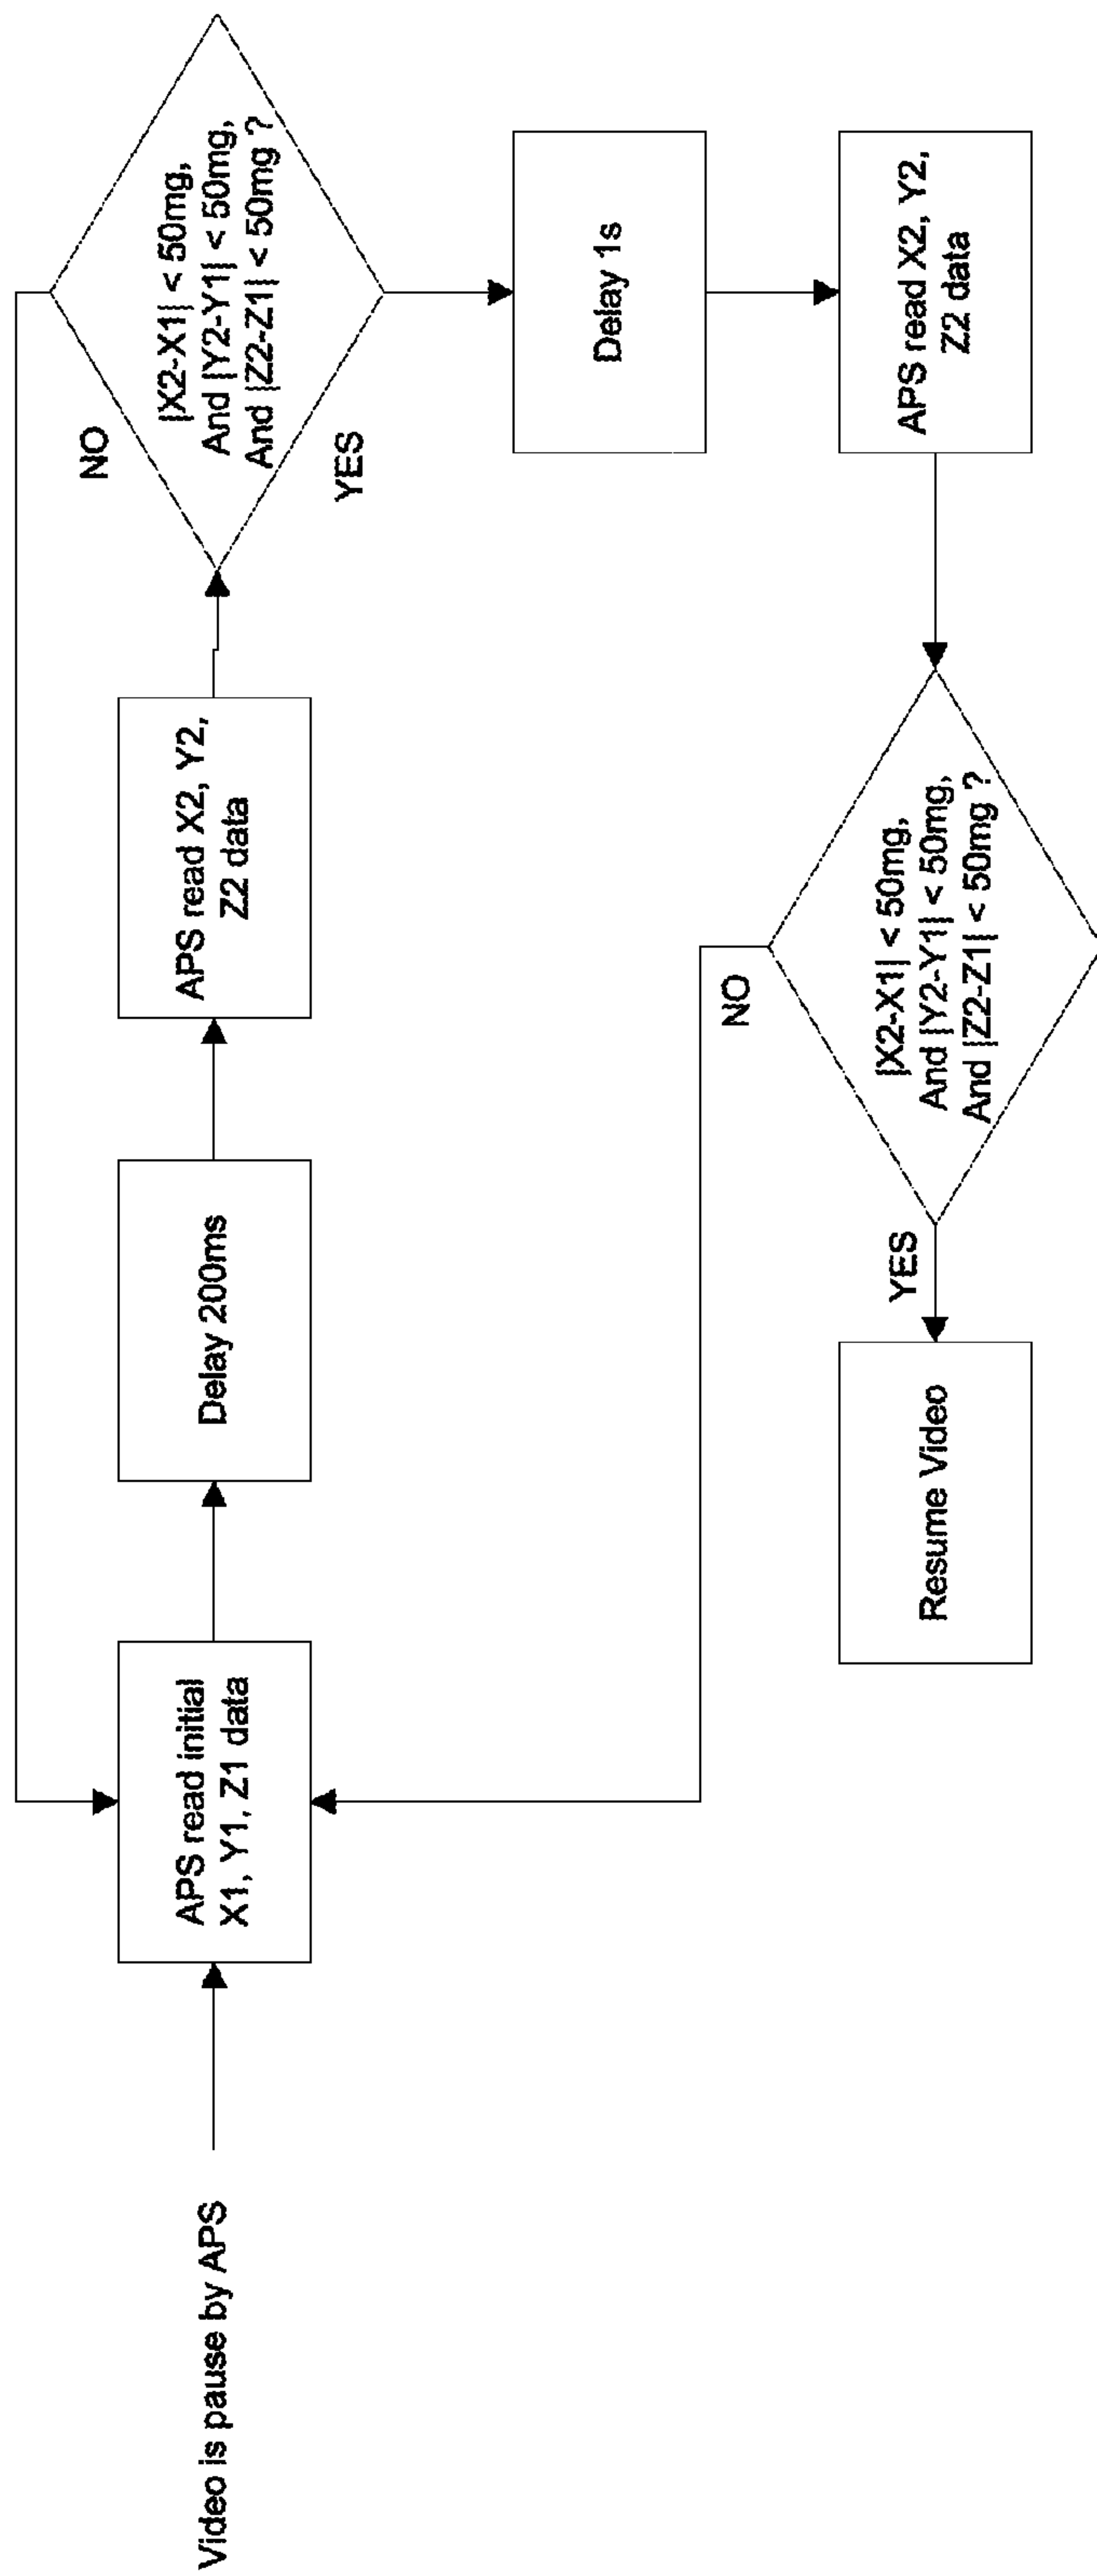 Video is pause by APS
APS read initial
X1, Y1, Z1 data
Delay 200ms
APS read X2, Y2,
Z2 data
|X2-X1| < 50mg,
And |Y2-Y1| < 50mg,
And |Z2-Z1| < 50mg ?
NO
YES
Delay 1s
APS read X2, Y2,
Z2 data
|X2-X1| < 50mg,
And |Y2-Y1| < 50mg,
And |Z2-Z1| < 50mg ?
NO
YES
Resume Video